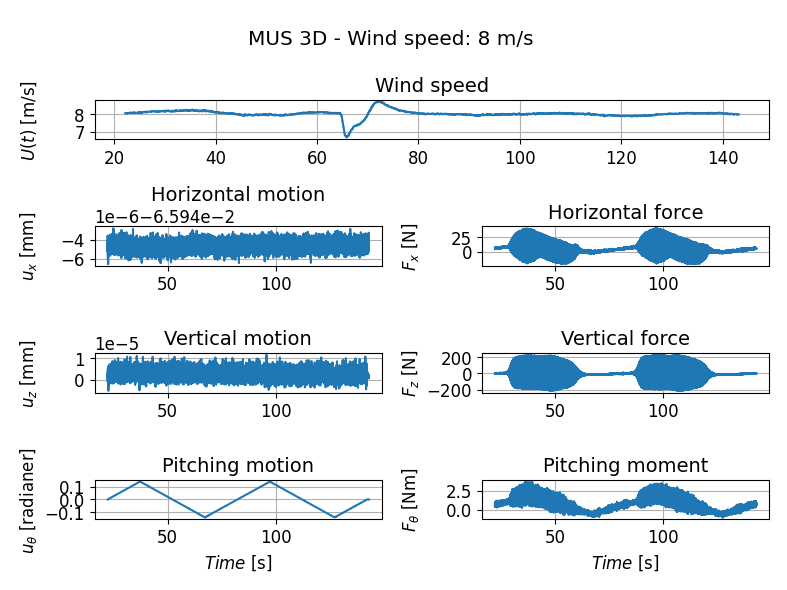 MUS 3D - Wind speed: 8 m/s
Wind speed
U(t) [m/s]
8
7
20 40 60 80 100 120 140
Horizontal motion
1e−6−6.594e−2
u_x [mm]
−4
−6
50 100
Horizontal force
F_x [N]
25
0
50 100
Vertical motion
1e−5
u_z [mm]
1
0
50 100
Vertical force
F_z [N]
200
0
−200
50 100
Pitching motion
u_θ [radianer]
0.1
0.0
−0.1
50 100
Time [s]
Pitching moment
F_θ [Nm]
2.5
0.0
50 100
Time [s]